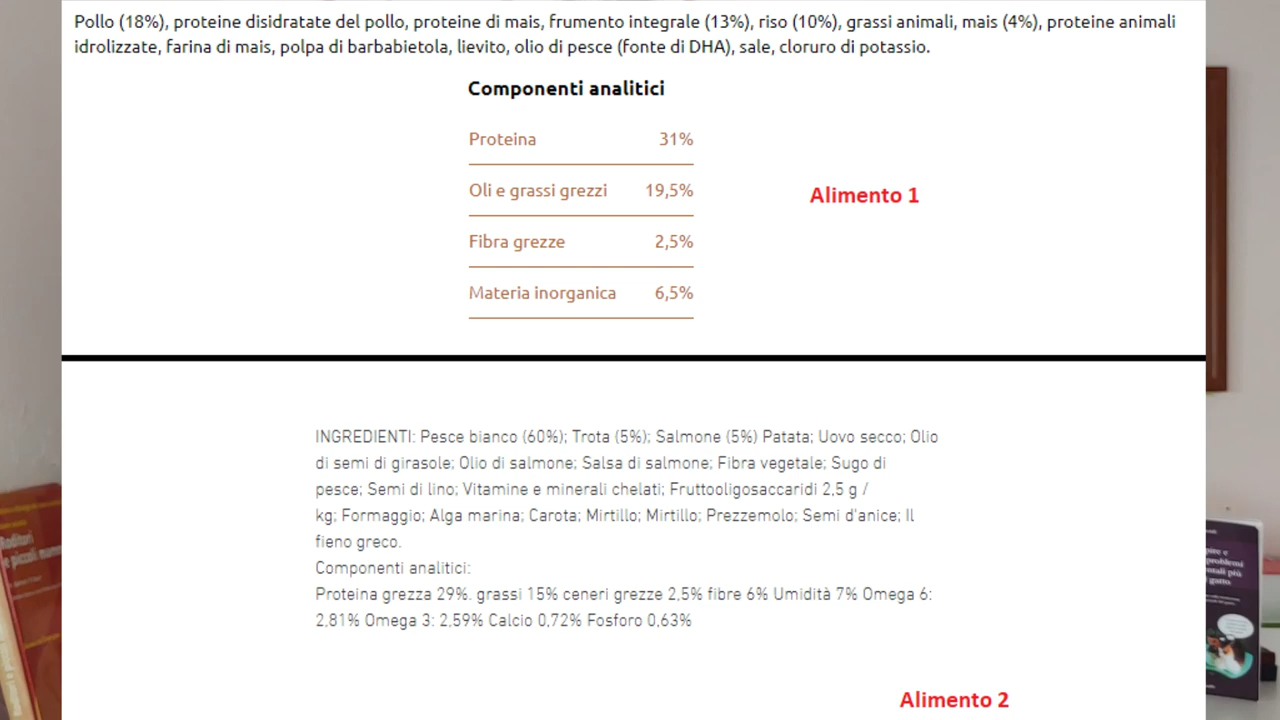 Pollo (18%), proteine disidratate del pollo, proteine di mais, frumento integrale (13%), riso (10%), grassi animali, mais (4%), proteine animali
idrolizzate, farina di mais, polpa di barbabietola, lievito, olio di pesce (fonte di DHA), sale, cloruro di potassio.
Componenti analitici
Proteina 31%
Oli e grassi grezzi 19,5%
Fibra grezze 2,5%
Materia inorganica 6,5%
Alimento 1
INGREDIENTI: Pesce bianco (60%); Trota (5%); Salmone (5%) Patata; Uovo secco; Olio
di semi di girasole; Olio di salmone; Salsa di salmone; Fibra vegetale; Sugo di
pesce; Semi di lino; Vitamine e minerali chelati; Fruttooligosaccaridi 2,5 g /
kg; Formaggio; Alga marina; Carota; Mirtillo; Mirtillo; Prezzemolo; Semi d'anice; Il
fieno greco.
Componenti analitici:
Proteina grezza 29%. grassi 15% ceneri grezze 2,5% fibre 6% Umidità 7% Omega 6:
2,81% Omega 3: 2,59% Calcio 0,72% Fosforo 0,63%
Alimento 2